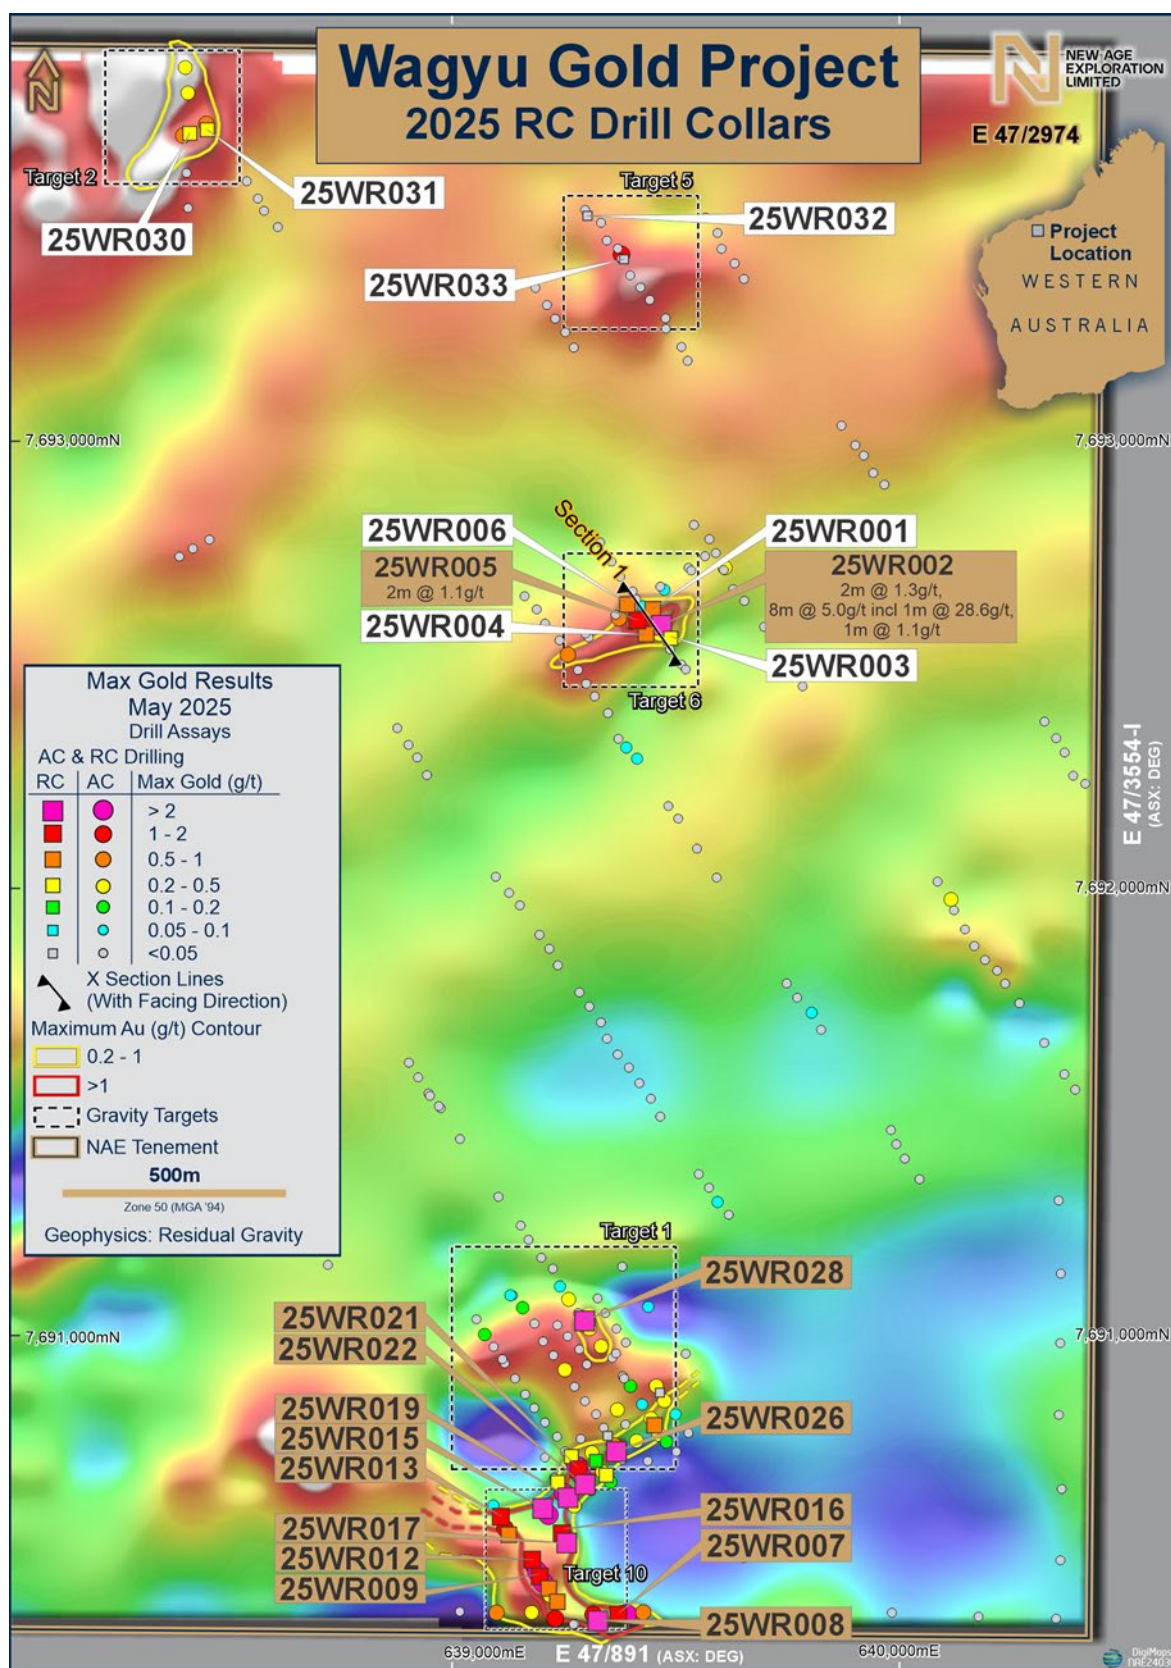 Wagyu Gold Project
2025 RC Drill Collars
N
N
NEW AGE
EXPLORATION
LIMITED
E 47/2974
Target 2
25WR031
25WR030
Target 5
25WR032
25WR033
Project
Location
WESTERN
AUSTRALIA
7,693,000mN
7,693,000mN
Section 1
25WR006
25WR001
25WR005
2m @ 1.1g/t
25WR002
2m @ 1.3g/t,
8m @ 5.0g/t incl 1m @ 28.6g/t,
1m @ 1.1g/t
25WR004
25WR003
Target 6
Max Gold Results
May 2025
Drill Assays
AC & RC Drilling
RC AC Max Gold (g/t)
> 2
1 - 2
0.5 - 1
0.2 - 0.5
0.1 - 0.2
0.05 - 0.1
<0.05
X Section Lines
(With Facing Direction)
Maximum Au (g/t) Contour
0.2 - 1
>1
Gravity Targets
NAE Tenement
500m
Zone 50 (MGA '94)
Geophysics: Residual Gravity
E 47/3554-I
(ASX: DEG)
7,692,000mN
Target 1
25WR028
25WR021
25WR022
7,691,000mN
7,691,000mN
25WR019
25WR015
25WR013
25WR026
25WR016
25WR017
25WR007
25WR012
25WR009
Target 10
25WR008
639,000mE
E 47/891 (ASX: DEG)
640,000mE
DigiMaps
NAE2403